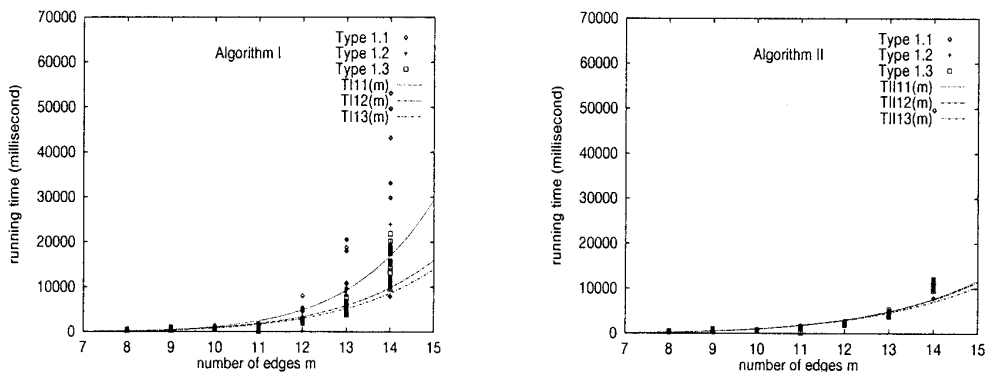 70000
60000
50000
40000
30000
20000
10000
0
running time (millisecond)
Algorithm I
Type 1.1
Type 1.2
Type 1.3
TI11(m)
TI12(m)
TI13(m)
7 8 9 10 11 12 13 14 15
number of edges m
70000
60000
50000
40000
30000
20000
10000
0
running time (millisecond)
Algorithm II
Type 1.1
Type 1.2
Type 1.3
TII11(m)
TII12(m)
TII13(m)
7 8 9 10 11 12 13 14 15
number of edges m